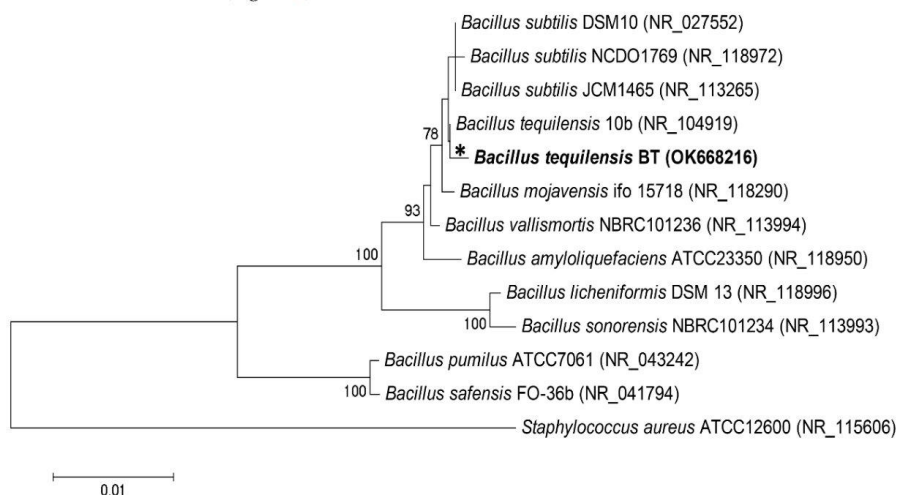 Bacillus subtilis DSM10 (NR_027552)
Bacillus subtilis NCDO1769 (NR_118972)
Bacillus subtilis JCM1465 (NR_113265)
Bacillus tequilensis 10b (NR_104919)
78
* Bacillus tequilensis BT (OK668216)
Bacillus mojavensis ifo 15718 (NR_118290)
93
Bacillus vallismortis NBRC101236 (NR_113994)
100
Bacillus amyloliquefaciens ATCC23350 (NR_118950)
Bacillus licheniformis DSM 13 (NR_118996)
100
Bacillus sonorensis NBRC101234 (NR_113993)
Bacillus pumilus ATCC7061 (NR_043242)
100
Bacillus safensis FO-36b (NR_041794)
Staphylococcus aureus ATCC12600 (NR_115606)
0.01